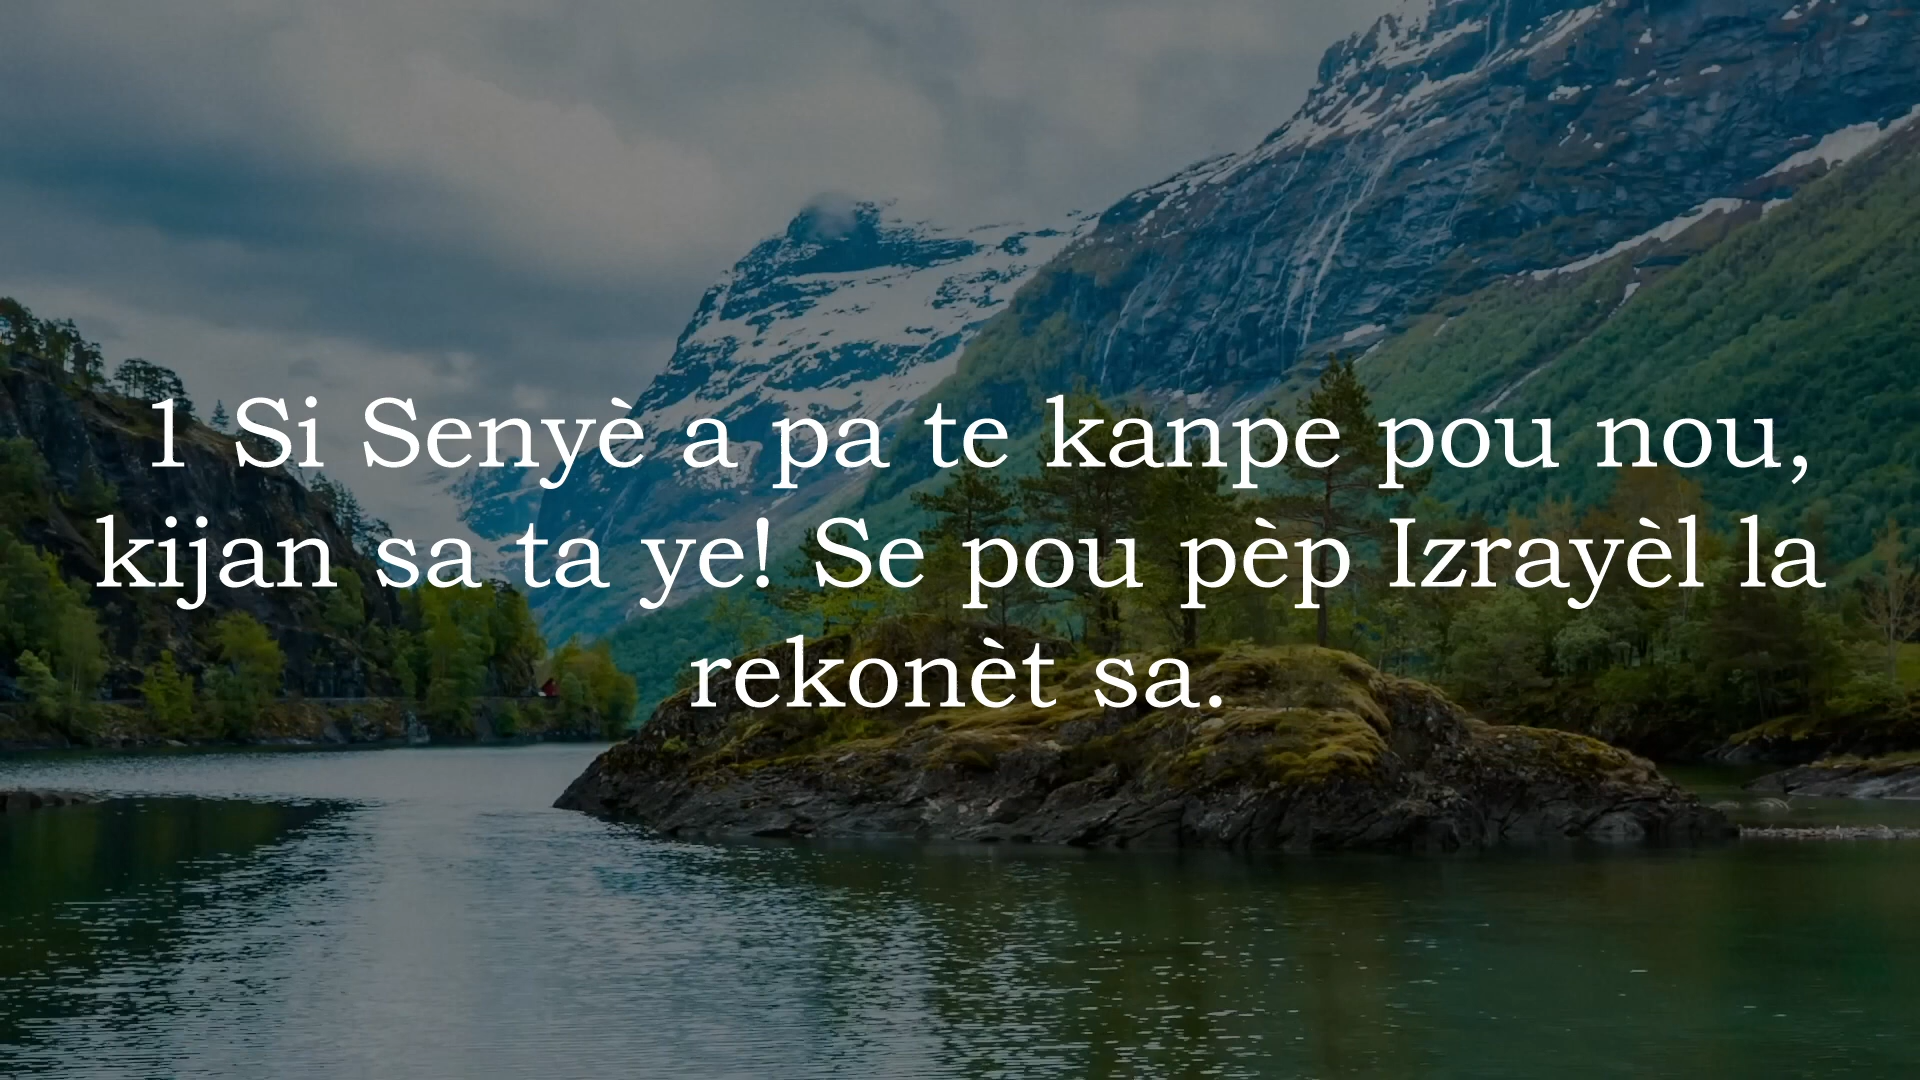 1 Si Senyè a pa te kanpe pou nou,
kijan sa ta ye! Se pou pèp Izrayèl la
rekonèt sa.